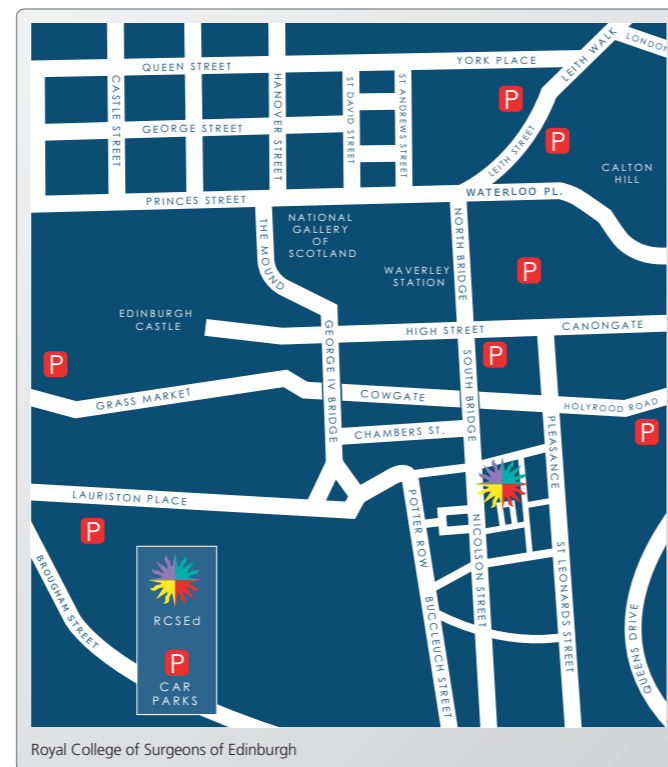 LONDON
LEITH WALK
YORK PLACE
QUEEN STREET
CASTLE STREET
HANOVER STREET
ST DAVID STREET
ST ANDREWS STREET
P
GEORGE STREET
P
LEITH STREET
CALTON
HILL
PRINCES STREET
WATERLOO PL.
NATIONAL
GALLERY
OF
SCOTLAND
THE MOUND
NORTH BRIDGE
WAVERLEY
STATION
P
EDINBURGH
CASTLE
HIGH STREET
CANONGATE
GEORGE IV BRIDGE
SOUTH BRIDGE
P
P
GRASS MARKET
COWGATE
HOLYROOD ROAD
PLEASANCE
CHAMBERS ST.
P
LAURISTON PLACE
POTTER ROW
NICOLSON STREET
P
BROUGHAM STREET
ST LEONARDS STREET
BUCCLEUCH STREET
QUEENS DRIVE
RCSEd
P
CAR
PARKS
Royal College of Surgeons of Edinburgh